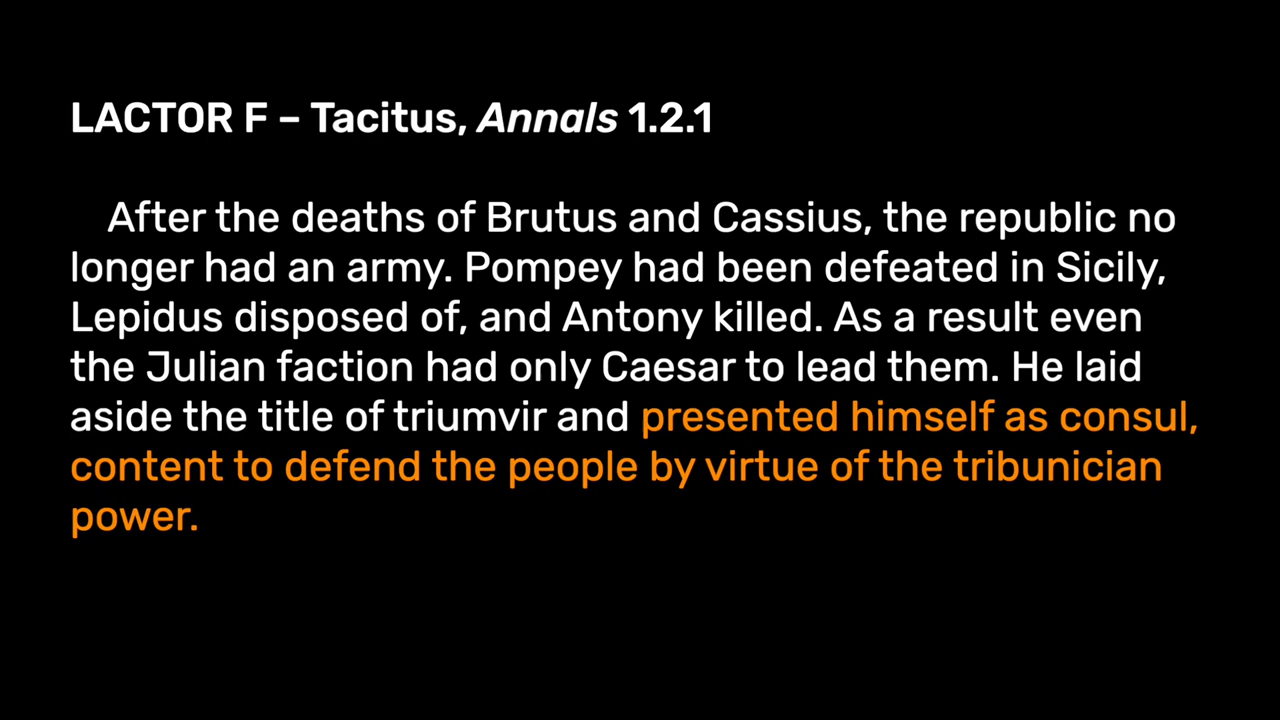 LACTOR F – Tacitus, Annals 1.2.1
After the deaths of Brutus and Cassius, the republic no
longer had an army. Pompey had been defeated in Sicily,
Lepidus disposed of, and Antony killed. As a result even
the Julian faction had only Caesar to lead them. He laid
aside the title of triumvir and presented himself as consul,
content to defend the people by virtue of the tribunician
power.